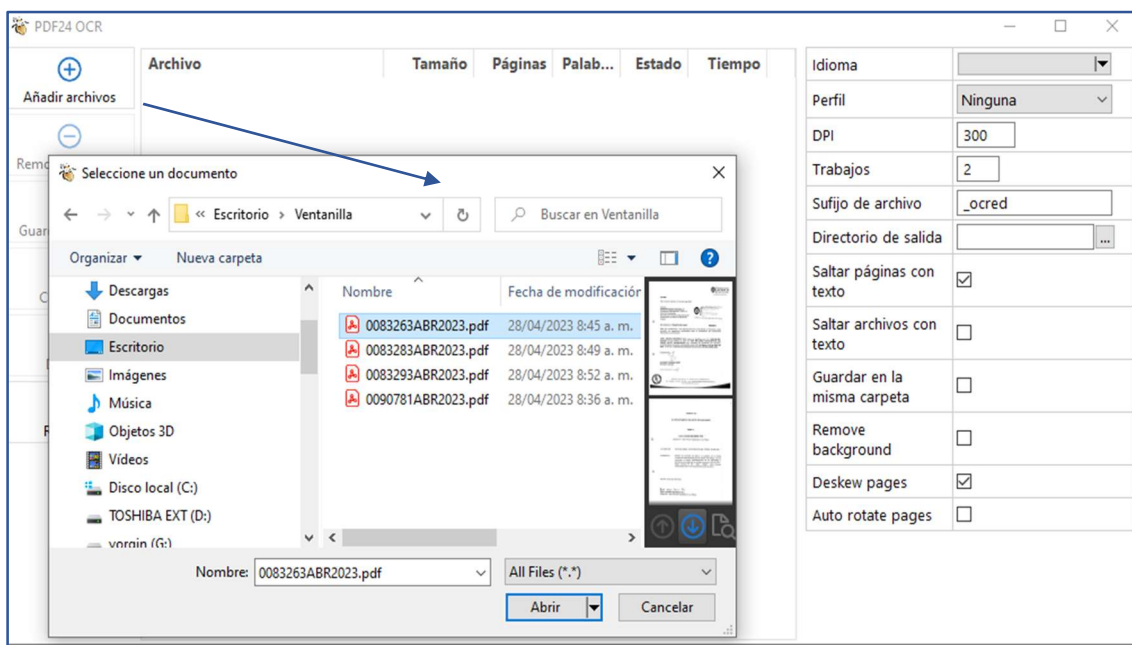 PDF24 OCR
Añadir archivos
Archivo Tamaño Páginas Palab... Estado Tiempo
Idioma
Perfil Ninguna
DPI 300
Trabajos 2
Sufijo de archivo _ocred
Directorio de salida ...
Saltar páginas con
texto
Saltar archivos con
texto
Guardar en la
misma carpeta
Remove
background
Deskew pages
Auto rotate pages
Seleccione un documento
« Escritorio > Ventanilla
Buscar en Ventanilla
Organizar Nueva carpeta
Descargas
Documentos
Escritorio
Imágenes
Música
Objetos 3D
Vídeos
Disco local (C:)
TOSHIBA EXT (D:)
yorgin (G:)
Nombre Fecha de modificación
0083263ABR2023.pdf 28/04/2023 8:45 a. m.
0083283ABR2023.pdf 28/04/2023 8:49 a. m.
0083293ABR2023.pdf 28/04/2023 8:52 a. m.
0090781ABR2023.pdf 28/04/2023 8:36 a. m.
Nombre: 0083263ABR2023.pdf
All Files (*.*)
Abrir Cancelar